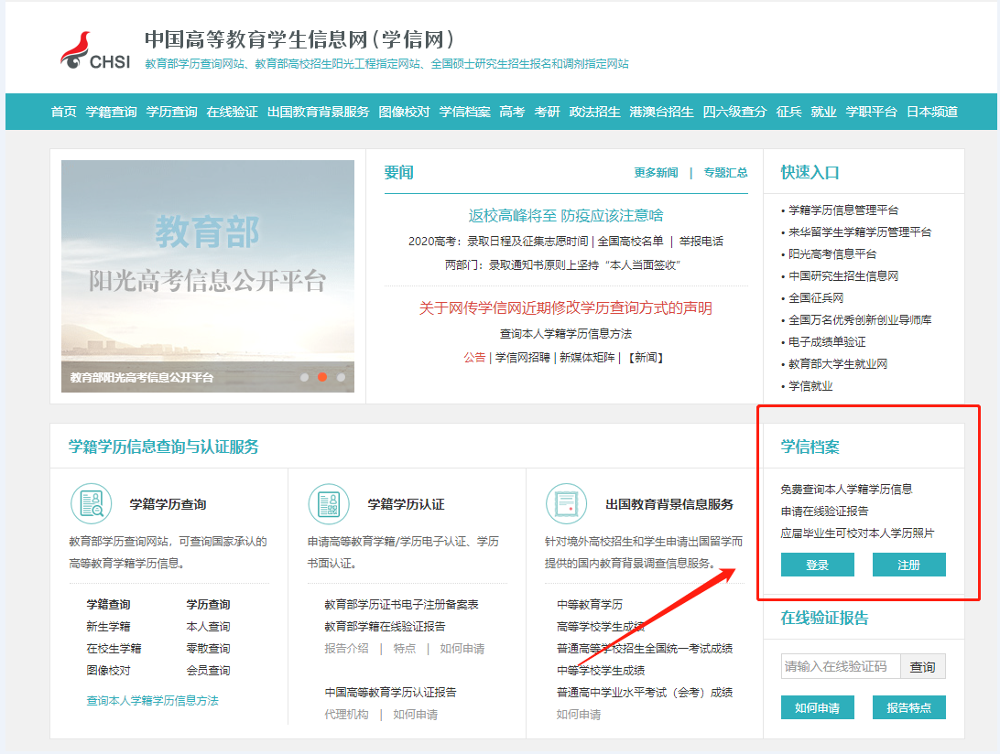 CHSI
中国高等教育学生信息网(学信网)
教育部学历查询网站、教育部高校招生阳光工程指定网站、全国硕士研究生招生报名和调剂指定网站
首页 学籍查询 学历查询 在线验证 出国教育背景服务 图像校对 学信档案 高考 考研 政法招生 港澳台招生 四六级查分 征兵 就业 学职平台 日本频道
教育部
阳光高考信息公开平台
教育部阳光高考信息公开平台
要闻
更多新闻 | 专题汇总
返校高峰将至 防疫应该注意啥
2020高考：录取日程及征集志愿时间 | 全国高校名单 | 举报电话
两部门：录取通知书原则上坚持“本人当面签收”
关于网传学信网近期修改学历查询方式的声明
查询本人学籍学历信息方法
公告 | 学信网招聘 | 新媒体矩阵 | 【新闻】
快速入口
• 学籍学历信息管理平台
• 来华留学生学籍学历管理平台
• 阳光高考信息平台
• 中国研究生招生信息网
• 全国征兵网
• 全国万名优秀创新创业导师库
• 电子成绩单验证
• 教育部大学生就业网
• 学信就业
学籍学历信息查询与认证服务
学籍学历查询
教育部学历查询网站，可查询国家承认的
高等教育学籍学历信息。
学籍查询 学历查询
新生学籍 本人查询
在校生学籍 零散查询
图像校对 会员查询
查询本人学籍学历信息方法
学籍学历认证
申请高等教育学籍/学历电子认证、学历
书面认证。
教育部学历证书电子注册备案表
教育部学籍在线验证报告
报告介绍 | 特点 | 如何申请
中国高等教育学历认证报告
代理机构 | 如何申请
出国教育背景信息服务
针对境外高校招生和学生申请出国留学而
提供的国内教育背景调查信息服务。
中等教育学历
高等学校学生成绩
普通高等学校招生全国统一考试成绩
中等学校学生成绩
普通高中学业水平考试（会考）成绩
如何申请
学信档案
免费查询本人学籍学历信息
申请在线验证报告
应届毕业生可校对本人学历照片
登录 注册
在线验证报告
请输入在线验证码 查询
如何申请 报告特点